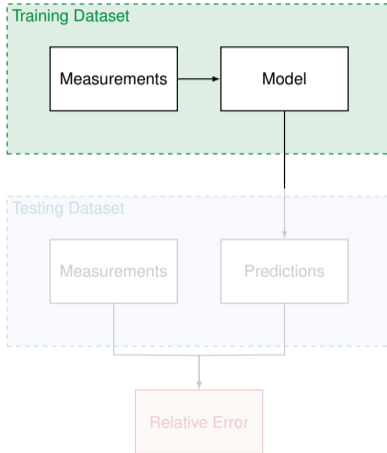 Training Dataset
Measurements
Model
Testing Dataset
Measurements
Predictions
Relative Error